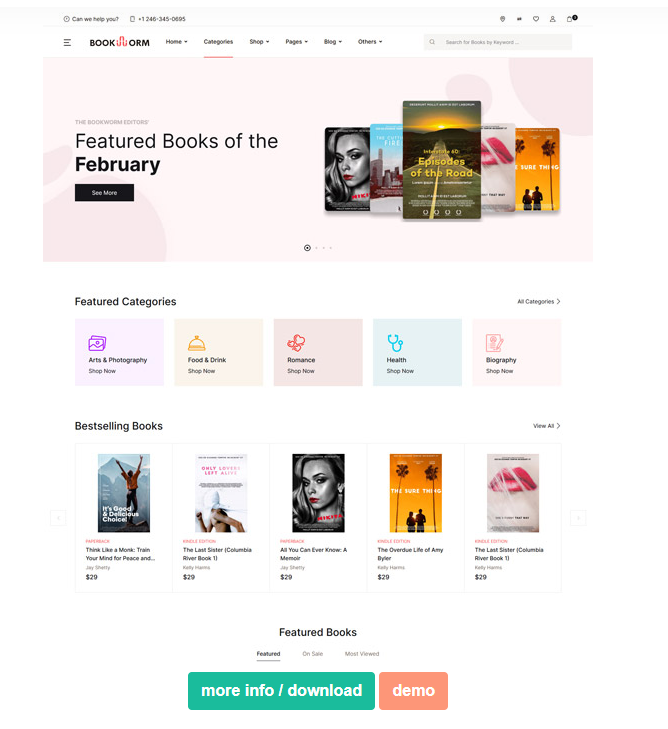 Can we help you?
+1 246-345-0695
0
BOOKWORM
Home
Categories
Shop
Pages
Blog
Others
Search for Books by Keyword ...
THE BOOKWORM EDITORS'
Featured Books of the
February
See More
Interstate 60:
Episodes
of the Road
SURE THING
Featured Categories
All Categories
Arts & Photography
Shop Now
Food & Drink
Shop Now
Romance
Shop Now
Health
Shop Now
Biography
Shop Now
Bestselling Books
View All
It's Good
& Delicious
Choice!
ONLY LOVERS
LEFT ALIVE
NIKITA
THE SURE THING
PAPERBACK
Think Like a Monk: Train
Your Mind for Peace and...
Jay Shetty
$29
KINDLE EDITION
The Last Sister (Columbia
River Book 1)
Kelly Harms
$29
PAPERBACK
All You Can Ever Know: A
Memoir
Jay Shetty
$29
KINDLE EDITION
The Overdue Life of Amy
Byler
Kelly Harms
$29
KINDLE EDITION
The Last Sister (Columbia
River Book 1)
Kelly Harms
$29
Featured Books
Featured
On Sale
Most Viewed
more info / download
demo